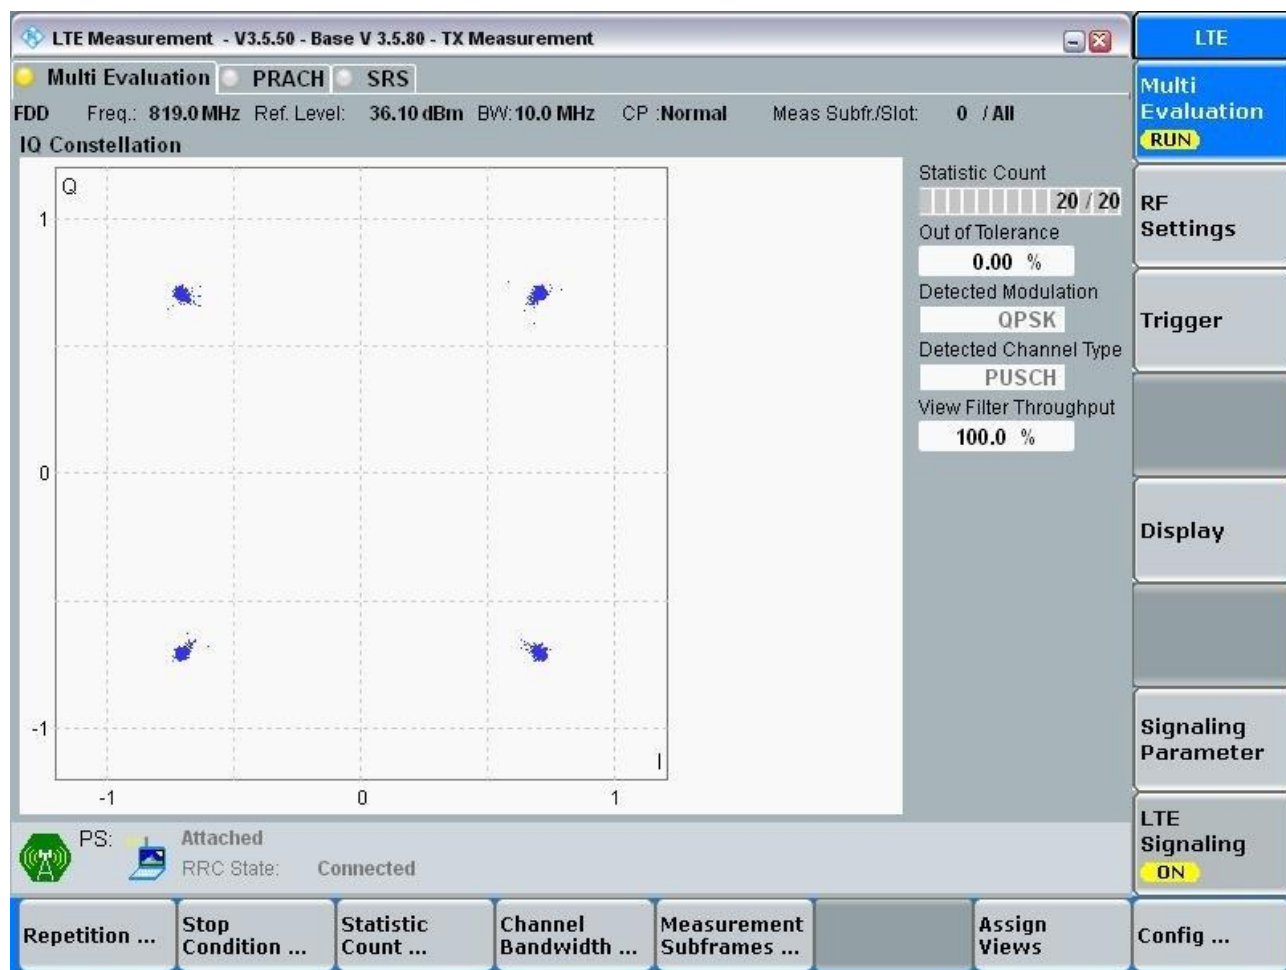 LTE Measurement - V3.5.50 - Base V 3.5.80 - TX Measurement
LTE
Multi Evaluation PRACH SRS
FDD Freq.: 819.0 MHz Ref. Level: 36.10 dBm BW: 10.0 MHz CP :Normal Meas Subfr./Slot: 0 / All
IQ Constellation
Q
1
0
-1
I
-1 0 1
Statistic Count
20 / 20
Out of Tolerance
0.00 %
Detected Modulation
QPSK
Detected Channel Type
PUSCH
View Filter Throughput
100.0 %
Multi
Evaluation
RUN
RF
Settings
Trigger
Display
Signaling
Parameter
LTE
Signaling
ON
PS: Attached
RRC State: Connected
Repetition ...
Stop
Condition ...
Statistic
Count ...
Channel
Bandwidth ...
Measurement
Subframes ...
Assign
Views
Config ...